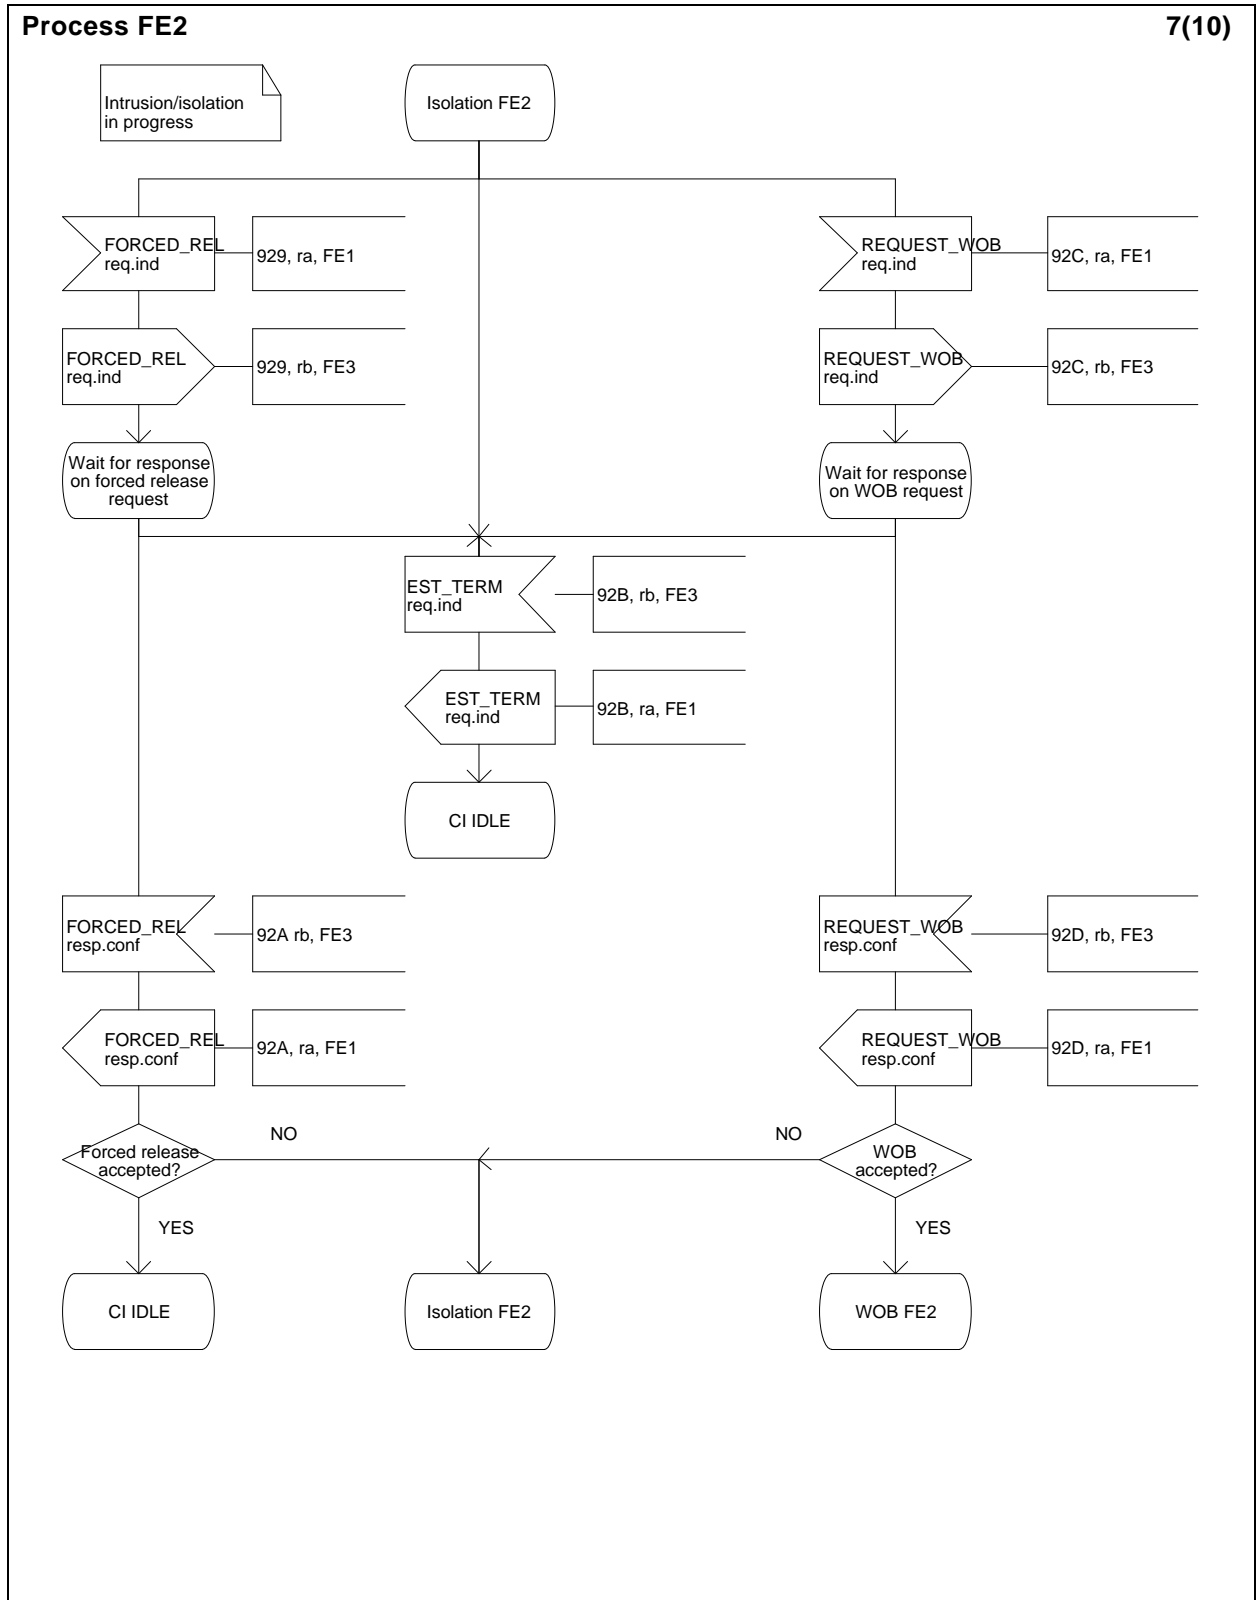 Process FE2
7(10)
Intrusion/isolation
in progress
Isolation FE2
FORCED_REL
req.ind
929, ra, FE1
REQUEST_WOB
req.ind
92C, ra, FE1
FORCED_REL
req.ind
929, rb, FE3
REQUEST_WOB
req.ind
92C, rb, FE3
Wait for response
on forced release
request
Wait for response
on WOB request
EST_TERM
req.ind
92B, rb, FE3
EST_TERM
req.ind
92B, ra, FE1
CI IDLE
FORCED_REL
resp.conf
92A rb, FE3
REQUEST_WOB
resp.conf
92D, rb, FE3
FORCED_REL
resp.conf
92A, ra, FE1
REQUEST_WOB
resp.conf
92D, ra, FE1
Forced release
accepted?
NO
NO
WOB
accepted?
YES
YES
CI IDLE
Isolation FE2
WOB FE2